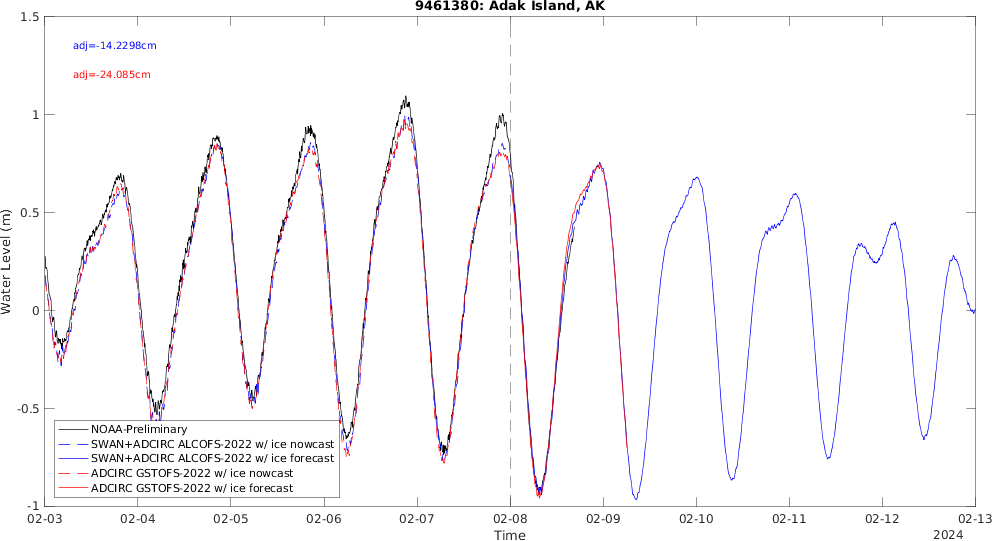 9461380: Adak Island, AK
adj=-14.2298cm
adj=-24.085cm
Water Level (m)
1.5
1
0.5
0
-0.5
-1
NOAA-Preliminary
SWAN+ADCIRC ALCOFS-2022 w/ ice nowcast
SWAN+ADCIRC ALCOFS-2022 w/ ice forecast
ADCIRC GSTOFS-2022 w/ ice nowcast
ADCIRC GSTOFS-2022 w/ ice forecast
02-03 02-04 02-05 02-06 02-07 02-08 02-09 02-10 02-11 02-12 02-13
Time
2024